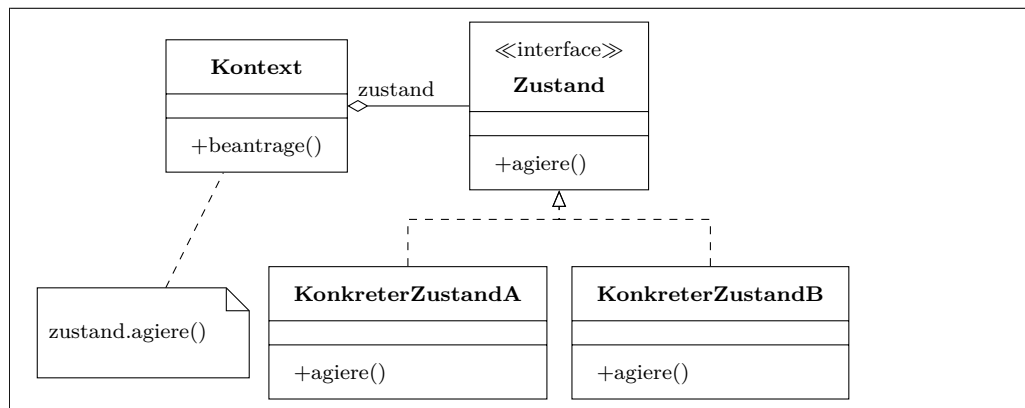 Kontext
+beantrage()
zustand
≪interface≫
Zustand
+agiere()
zustand.agiere()
KonkreterZustandA
+agiere()
KonkreterZustandB
+agiere()